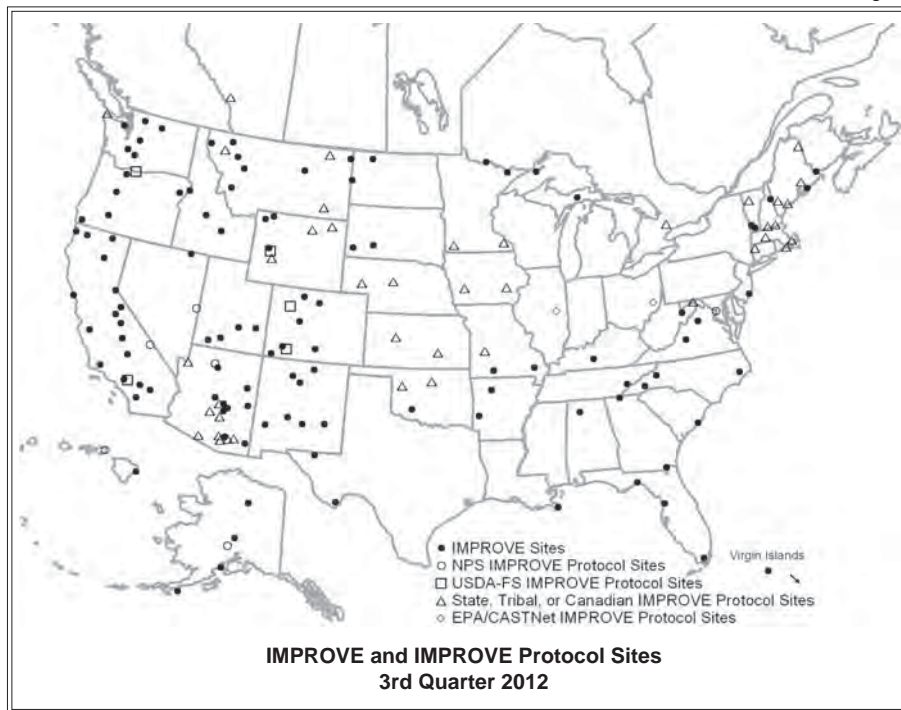 Virgin Islands
IMPROVE Sites
NPS IMPROVE Protocol Sites
USDA-FS IMPROVE Protocol Sites
State, Tribal, or Canadian IMPROVE Protocol Sites
EPA/CASTNet IMPROVE Protocol Sites
IMPROVE and IMPROVE Protocol Sites
3rd Quarter 2012